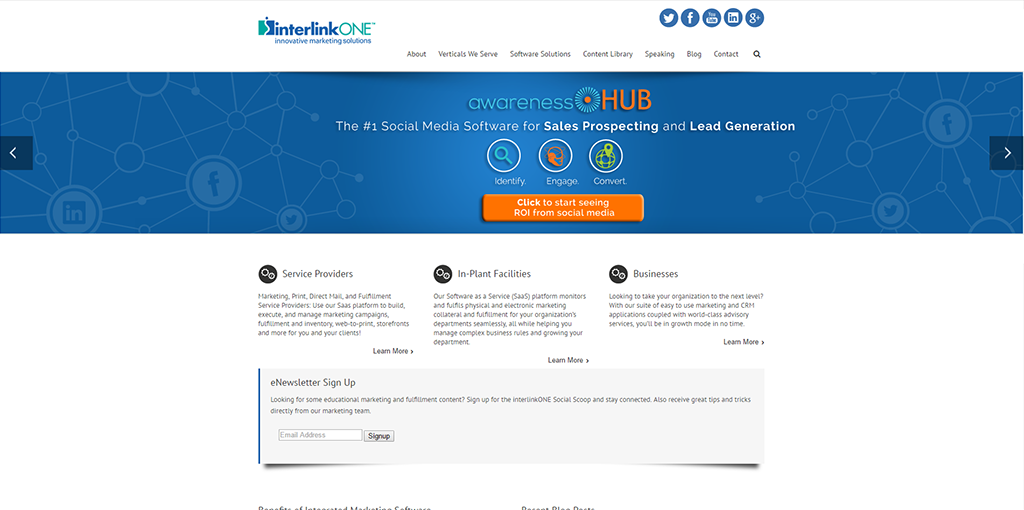 interlinkONE™
innovative marketing solutions
About Verticals We Serve Software Solutions Content Library Speaking Blog Contact
awareness HUB
The #1 Social Media Software for Sales Prospecting and Lead Generation
Identify. Engage. Convert.
Click to start seeing
ROI from social media
Service Providers
Marketing, Print, Direct Mail, and Fulfillment
Service Providers: Use our Saas platform to build,
execute, and manage marketing campaigns,
fulfillment and inventory, web-to-print, storefronts
and more for you and your clients!
Learn More ›
In-Plant Facilities
Our Software as a Service (SaaS) platform monitors
and fulfils physical and electronic marketing
collateral and fulfillment for your organization's
departments seamlessly, all while helping you
manage complex business rules and growing your
department.
Learn More ›
Businesses
Looking to take your organization to the next level?
With our suite of easy to use marketing and CRM
applications coupled with world-class advisory
services, you'll be in growth mode in no time.
Learn More ›
eNewsletter Sign Up
Looking for some educational marketing and fulfillment content? Sign up for the interlinkONE Social Scoop and stay connected. Also receive great tips and tricks
directly from our marketing team.
Email Address Signup
Benefits of Integrated Marketing Software
Recent Blog Posts